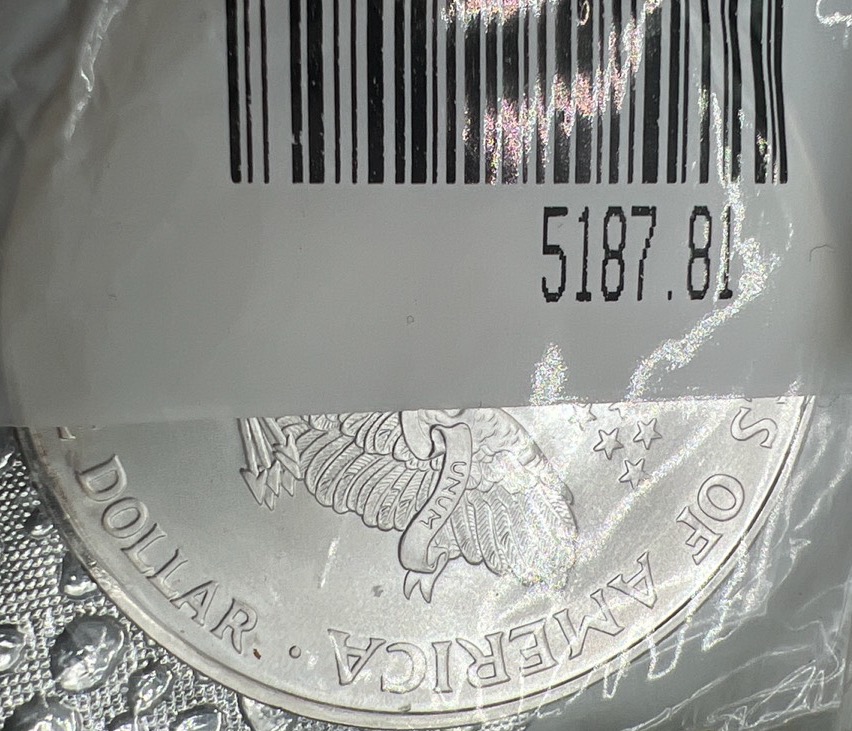 5187.81
UNUM
S OF AMERICA
DOLLAR